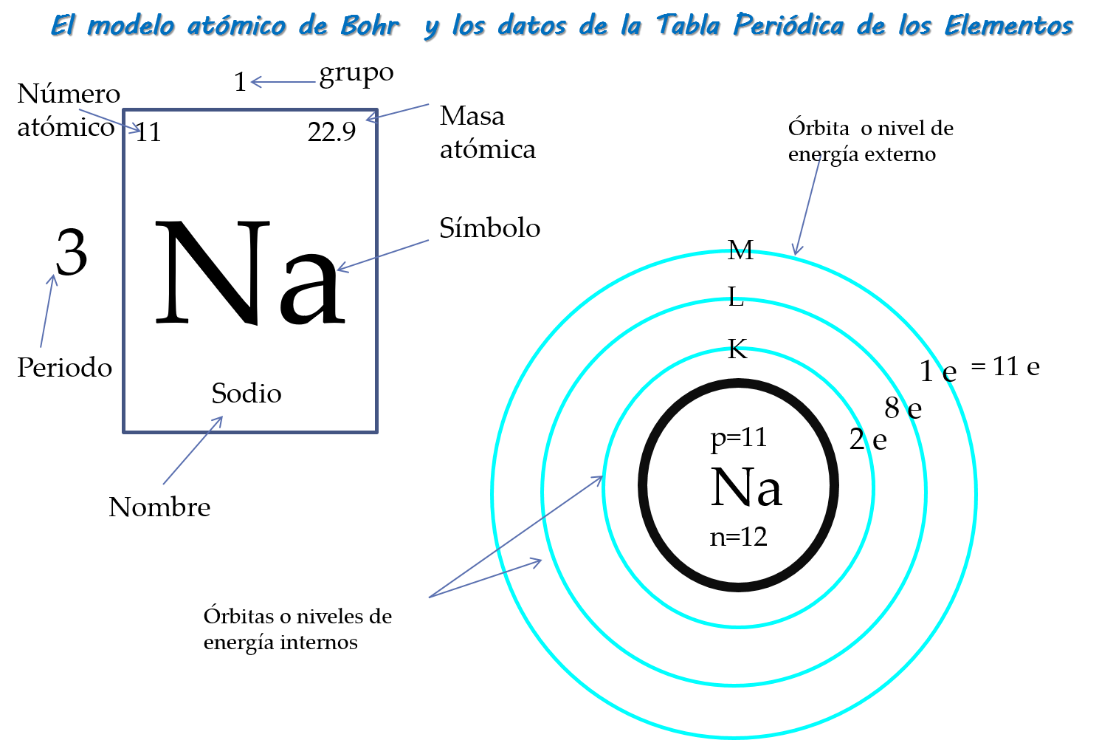 El modelo atómico de Bohr y los datos de la Tabla Periódica de los Elementos
1
grupo
Número
atómico
11
22.9
Masa
atómica
Símbolo
3
Na
Periodo
Sodio
Nombre
Órbita o nivel de
energía externo
M
L
K
1 e = 11 e
8 e
2 e
p=11
Na
n=12
Órbitas o niveles de
energía internos